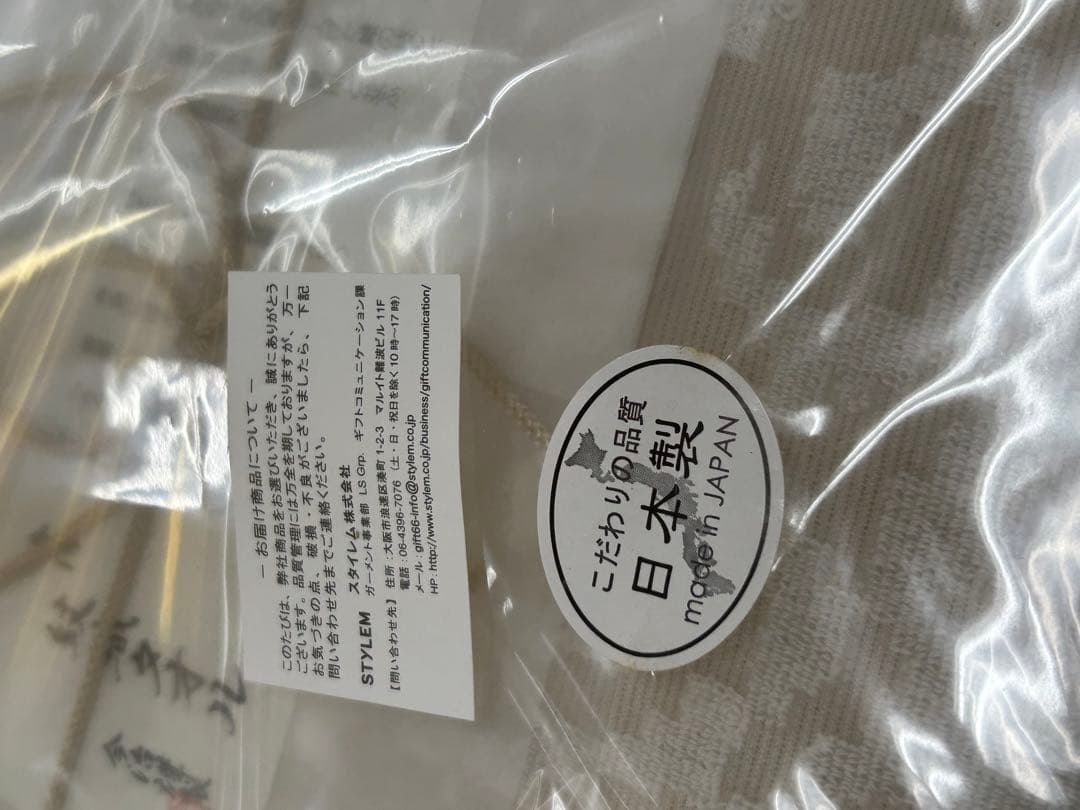 ― お届け商品について ―
このたびは、弊社商品をお選びいただき、誠にありがとう
ございます。品質管理には万全を期しておりますが、万一
お気づきの点、破損・不良がございましたら、下記
問い合わせ先までご連絡ください。
STYLEM スタイレム株式会社
ガーメント事業部 LS Grp. ギフトコミュニケーション課
【問い合わせ先】住所:大阪市浪速区湊町 1-2-3 マルイト難波ビル 11F
電話:06-4396-7076(土・日・祝日を除く 10 時~17 時)
メール:gift66-info@stylem.co.jp
HP:http://www.stylem.co.jp/business/giftcommunication/
こだわりの品質
日本製
made in JAPAN
タオル